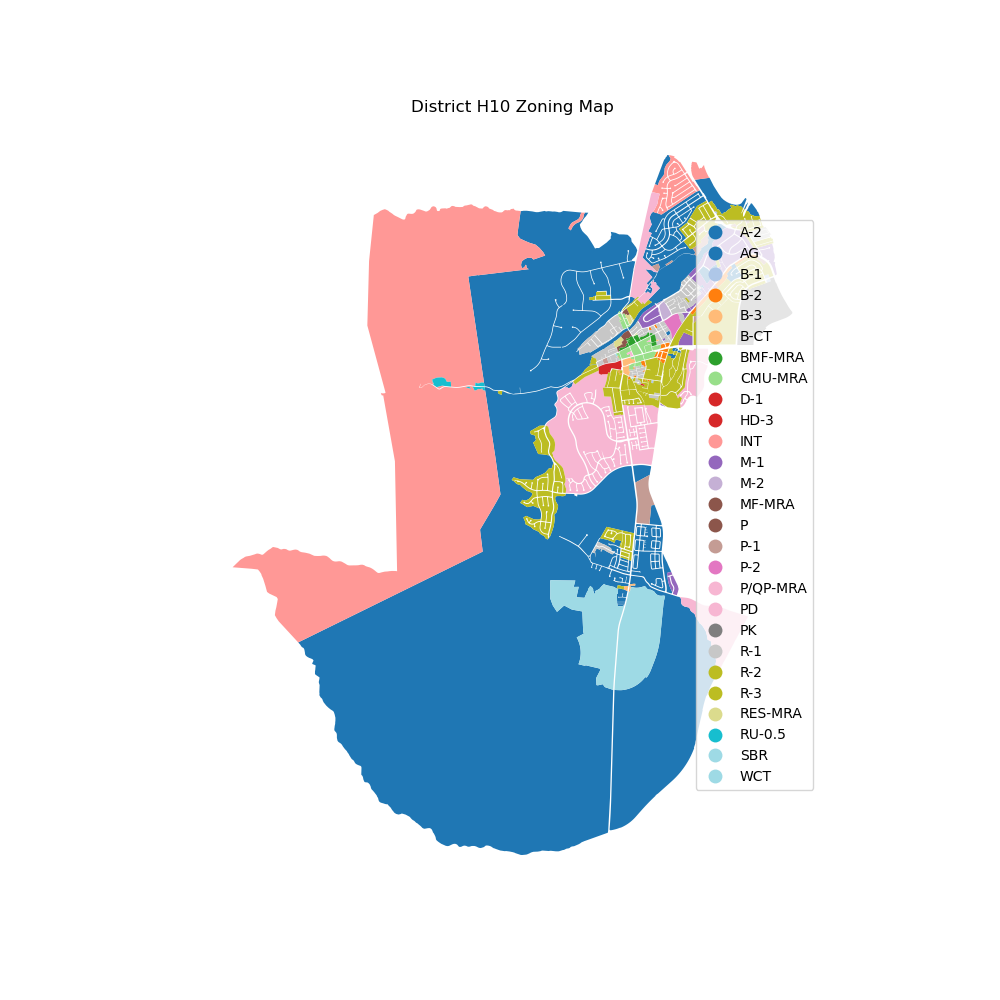 District H10 Zoning Map
A-2
AG
B-1
B-2
B-3
B-CT
BMF-MRA
CMU-MRA
D-1
HD-3
INT
M-1
M-2
MF-MRA
P
P-1
P-2
P/QP-MRA
PD
PK
R-1
R-2
R-3
RES-MRA
RU-0.5
SBR
WCT